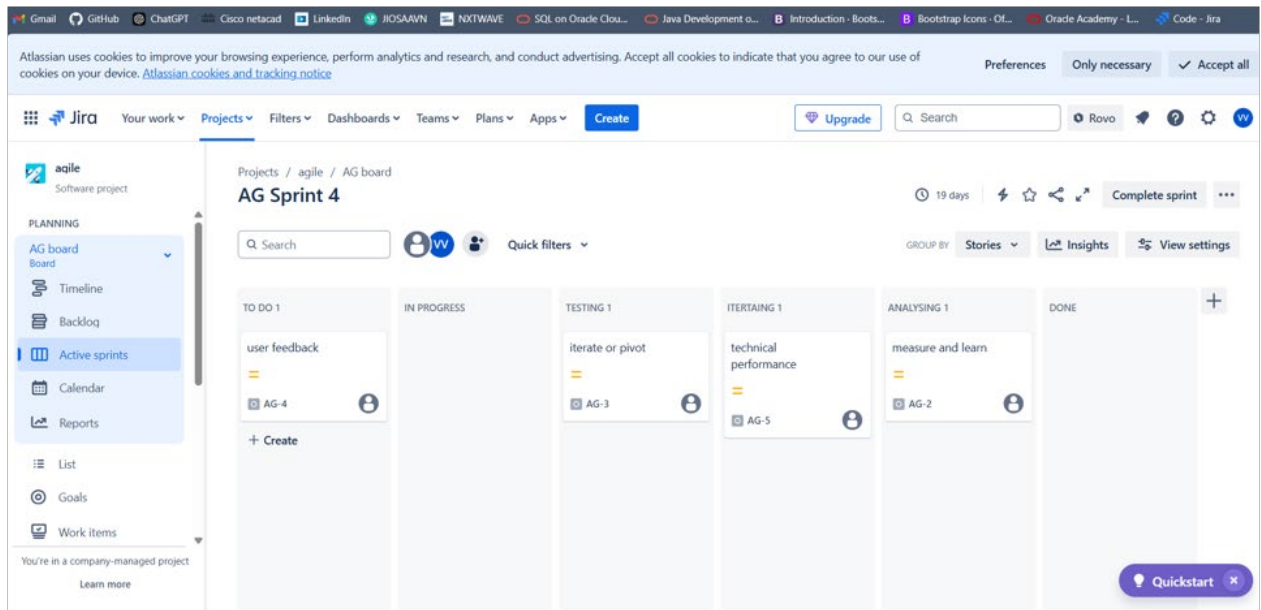 Gmail GitHub ChatGPT Cisco netacad LinkedIn JIOSAAVN NXTWAVE SQL on Oracle Clou... Java Development o... Introduction · Boots... Bootstrap Icons · Of... Oracle Academy - L... Code - Jira
Atlassian uses cookies to improve your browsing experience, perform analytics and research, and conduct advertising. Accept all cookies to indicate that you agree to our use of
cookies on your device. Atlassian cookies and tracking notice
Preferences Only necessary Accept all
Jira Your work Projects Filters Dashboards Teams Plans Apps Create Upgrade Search Rovo VV
agile
Software project
PLANNING
AG board
Board
Timeline
Backlog
Active sprints
Calendar
Reports
List
Goals
Work items
You're in a company-managed project
Learn more
Projects / agile / AG board
AG Sprint 4
19 days Complete sprint
Search VV Quick filters GROUP BY Stories Insights View settings
TO DO 1 IN PROGRESS TESTING 1 ITERTAING 1 ANALYSING 1 DONE
user feedback
AG-4
+ Create
iterate or pivot
AG-3
technical
performance
AG-5
measure and learn
AG-2
Quickstart